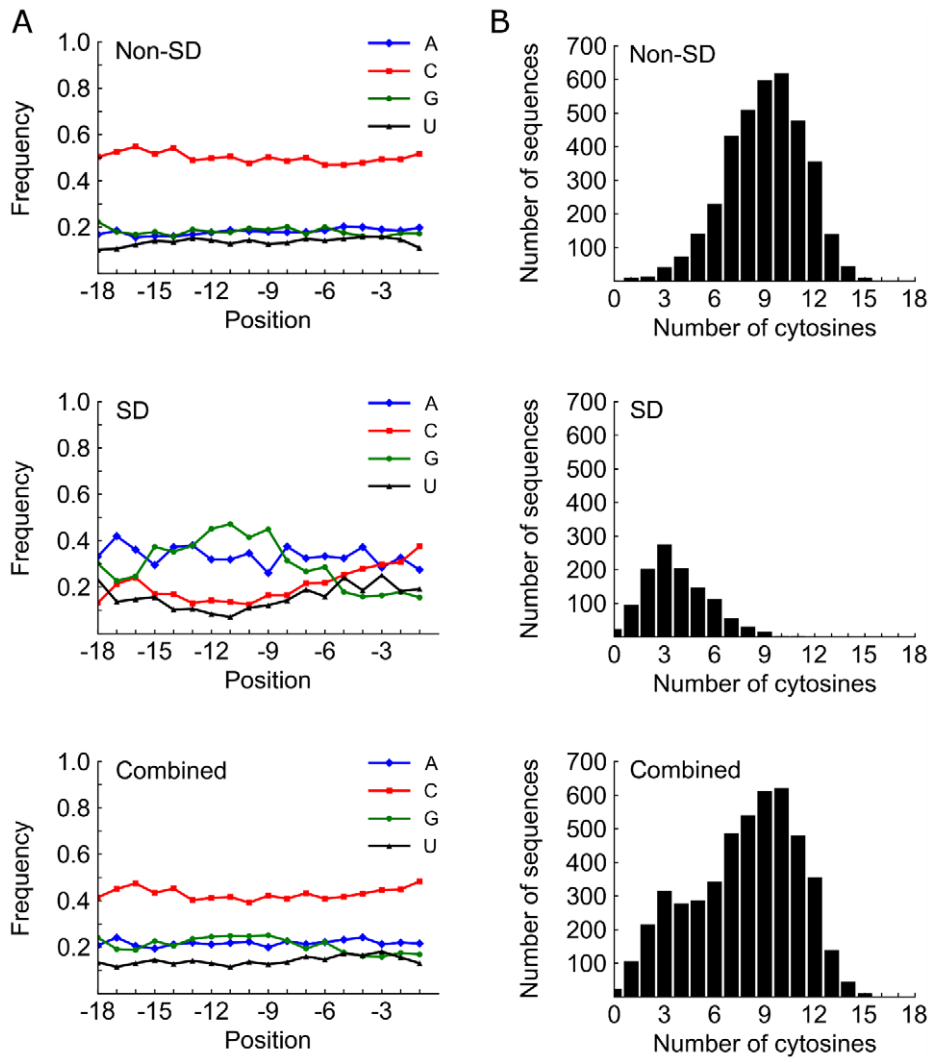 A
Non-SD
1.0
0.8
0.6
0.4
0.2
Frequency
A
C
G
U
-18
-15
-12
-9
-6
-3
Position
B
Non-SD
700
600
500
400
300
200
100
Number of sequences
0
3
6
9
12
15
18
Number of cytosines
SD
1.0
0.8
0.6
0.4
0.2
Frequency
A
C
G
U
-18
-15
-12
-9
-6
-3
Position
SD
700
600
500
400
300
200
100
Number of sequences
0
3
6
9
12
15
18
Number of cytosines
Combined
1.0
0.8
0.6
0.4
0.2
Frequency
A
C
G
U
-18
-15
-12
-9
-6
-3
Position
Combined
700
600
500
400
300
200
100
Number of sequences
0
3
6
9
12
15
18
Number of cytosines